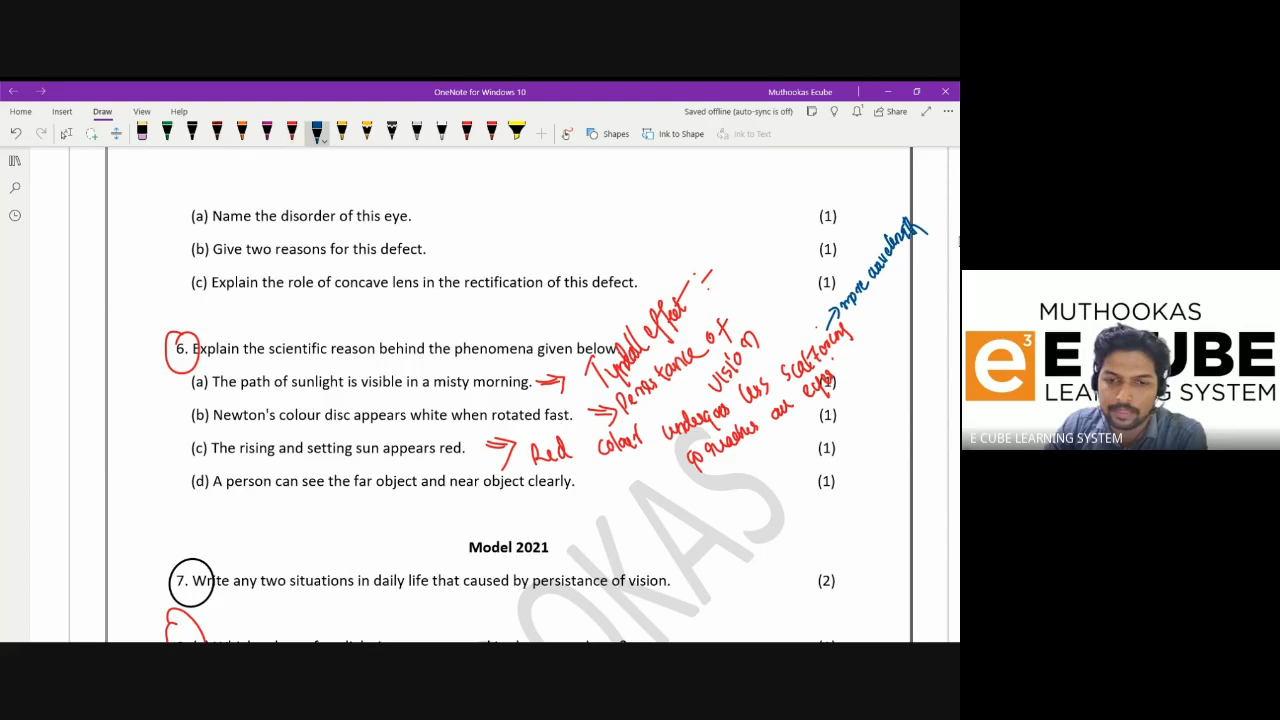 OneNote for Windows 10
Muthookas Ecube
Home Insert Draw View Help
Saved offline (auto-sync is off)
Share
Shapes
Ink to Shape
Ink to Text
(a) Name the disorder of this eye. (1)
(b) Give two reasons for this defect. (1)
(c) Explain the role of concave lens in the rectification of this defect. (1)
more wavelength
6. Explain the scientific reason behind the phenomena given below
Tyndall effect :-
(a) The path of sunlight is visible in a misty morning.
(b) Newton's colour disc appears white when rotated fast. (1)
Persistance of
vision
(c) The rising and setting sun appears red. (1)
Red colour undergoes less scattering
(d) A person can see the far object and near object clearly. (1)
Model 2021
7. Write any two situations in daily life that caused by persistance of vision. (2)
OKAS
MUTHOOKAS
e3 E CUBE
LEARNING SYSTEM
E CUBE LEARNING SYSTEM